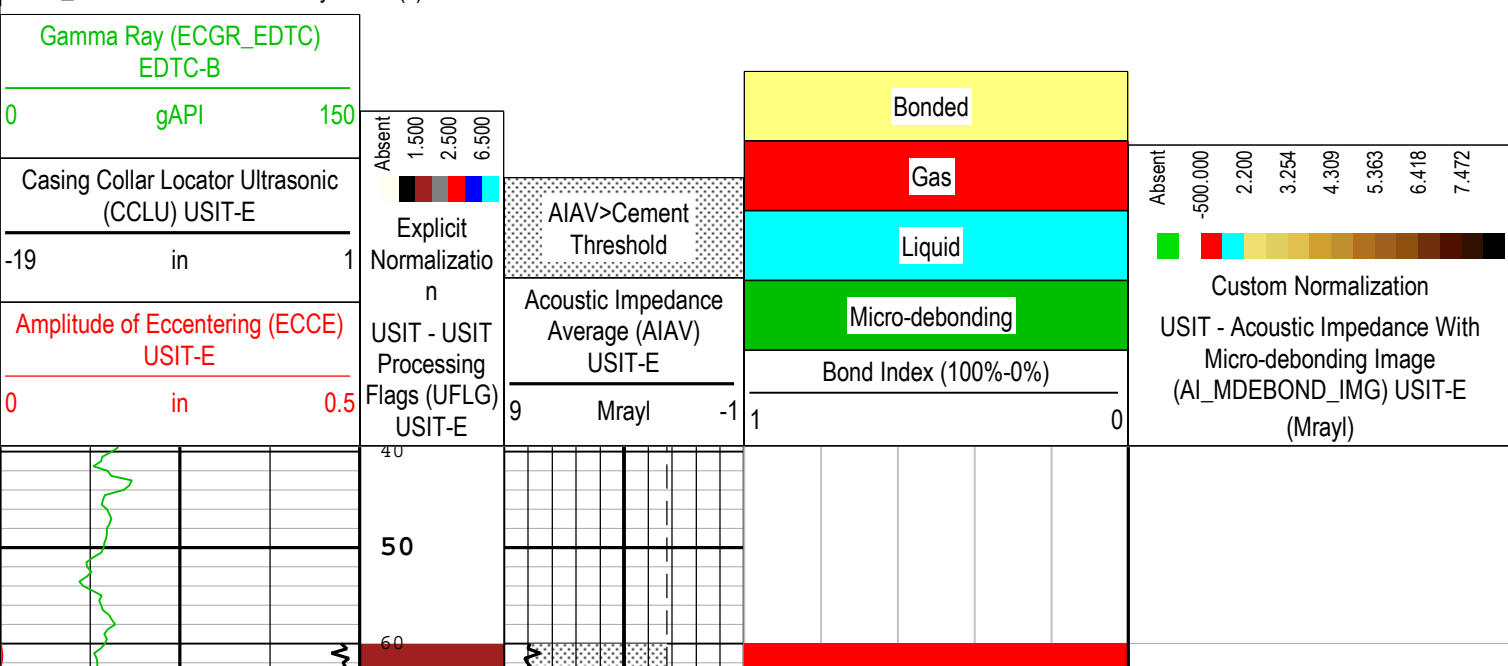 Gamma Ray (ECGR_EDTC)
EDTC-B
0 gAPI 150
Casing Collar Locator Ultrasonic
(CCLU) USIT-E
-19 in 1
Amplitude of Eccentering (ECCE)
USIT-E
0 in 0.5
Absent
1.500
2.500
6.500
Explicit
Normalizatio
n
USIT - USIT
Processing
Flags (UFLG)
USIT-E
AIAV>Cement
Threshold
Acoustic Impedance
Average (AIAV)
USIT-E
9 Mrayl -1
Bonded
Gas
Liquid
Micro-debonding
Bond Index (100%-0%)
1 0
Absent
-500.000
2.200
3.254
4.309
5.363
6.418
7.472
Custom Normalization
USIT - Acoustic Impedance With
Micro-debonding Image
(AI_MDEBOND_IMG) USIT-E
(Mrayl)
40
50
60